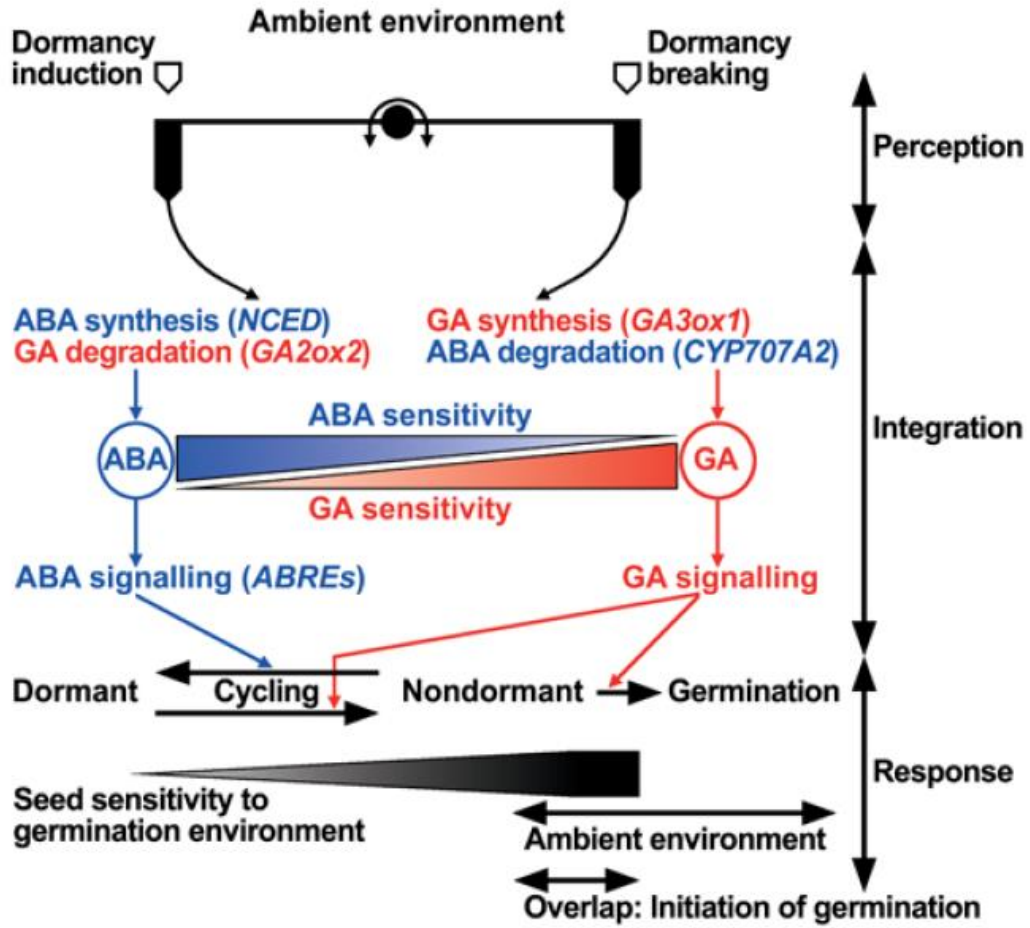 Ambient environment
Dormancy
induction
Dormancy
breaking
Perception
ABA synthesis (NCED)
GA degradation (GA2ox2)
GA synthesis (GA3ox1)
ABA degradation (CYP707A2)
ABA sensitivity
Integration
ABA
GA
GA sensitivity
ABA signalling (ABREs)
GA signalling
Dormant
Cycling
Nondormant
Germination
Response
Seed sensitivity to
germination environment
Ambient environment
Overlap: Initiation of germination